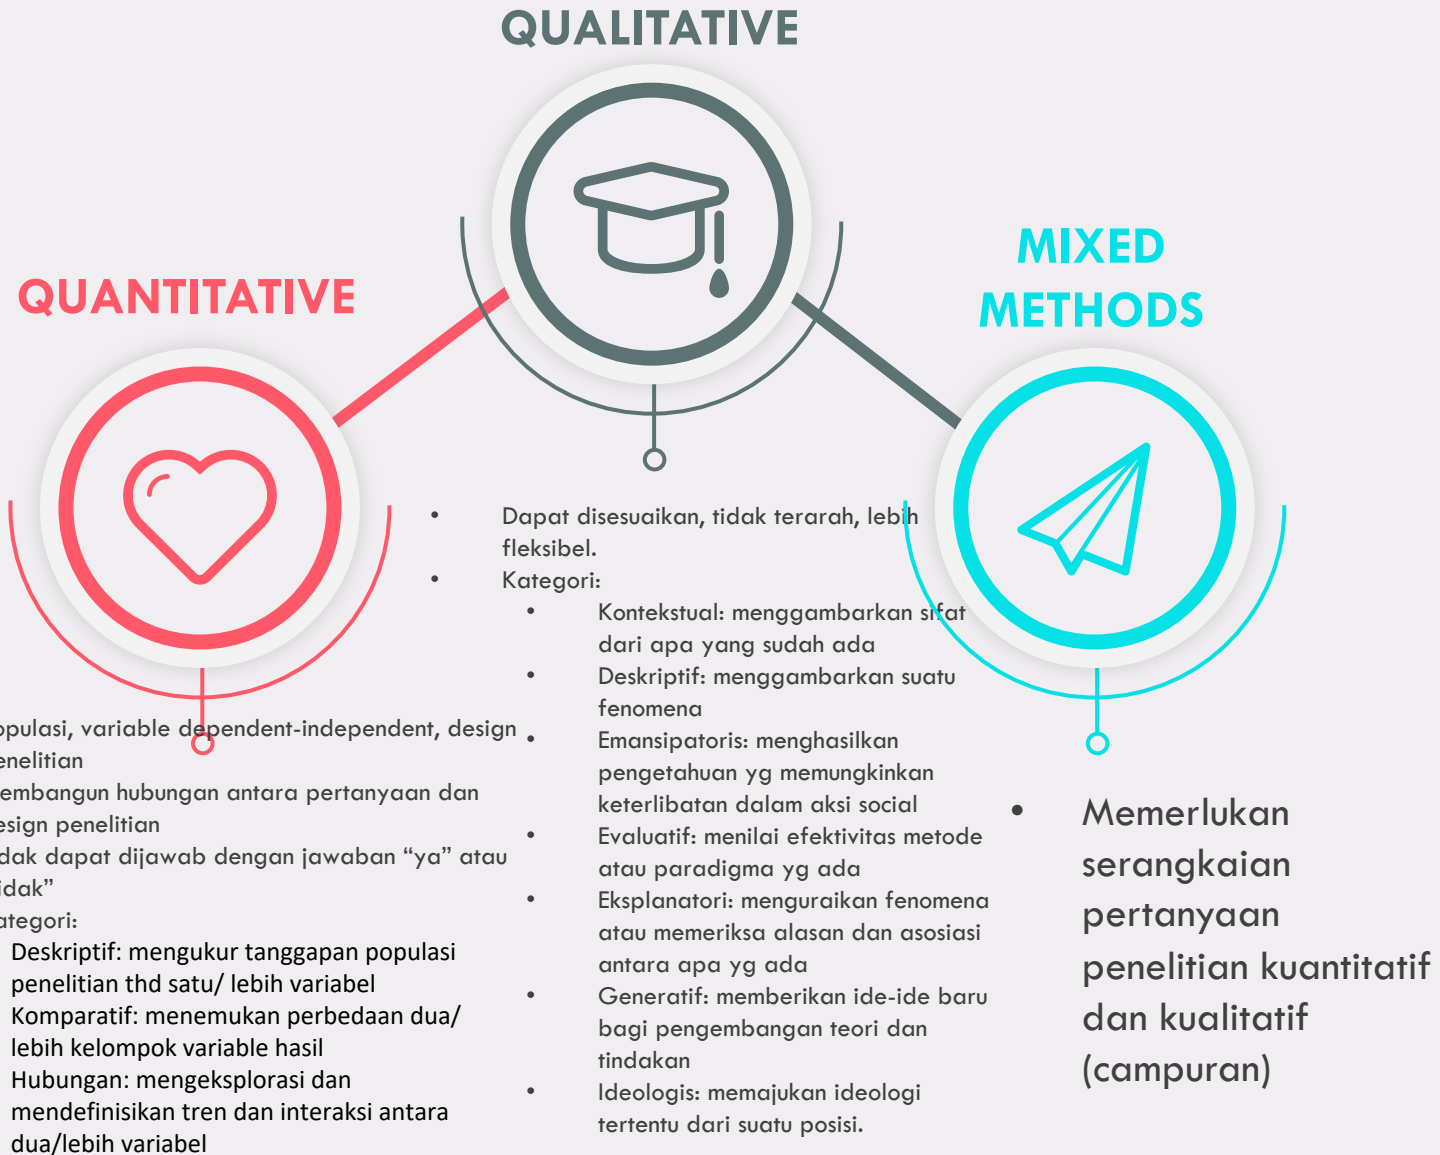 QUALITATIVE
QUANTITATIVE
MIXED
METHODS
opulasi, variable dependent-independent, design
enelitian
embangun hubungan antara pertanyaan dan
esign penelitian
dak dapat dijawab dengan jawaban “ya” atau
idak”
ategori:
Deskriptif: mengukur tanggapan populasi
penelitian thd satu/ lebih variabel
Komparatif: menemukan perbedaan dua/
lebih kelompok variable hasil
Hubungan: mengeksplorasi dan
mendefinisikan tren dan interaksi antara
dua/lebih variabel
• Dapat disesuaikan, tidak terarah, lebih
fleksibel.
• Kategori:
• Kontekstual: menggambarkan sifat
dari apa yang sudah ada
• Deskriptif: menggambarkan suatu
fenomena
• Emansipatoris: menghasilkan
pengetahuan yg memungkinkan
keterlibatan dalam aksi social
• Evaluatif: menilai efektivitas metode
atau paradigma yg ada
• Eksplanatori: menguraikan fenomena
atau memeriksa alasan dan asosiasi
antara apa yg ada
• Generatif: memberikan ide-ide baru
bagi pengembangan teori dan
tindakan
• Ideologis: memajukan ideologi
tertentu dari suatu posisi.
• Memerlukan
serangkaian
pertanyaan
penelitian kuantitatif
dan kualitatif
(campuran)